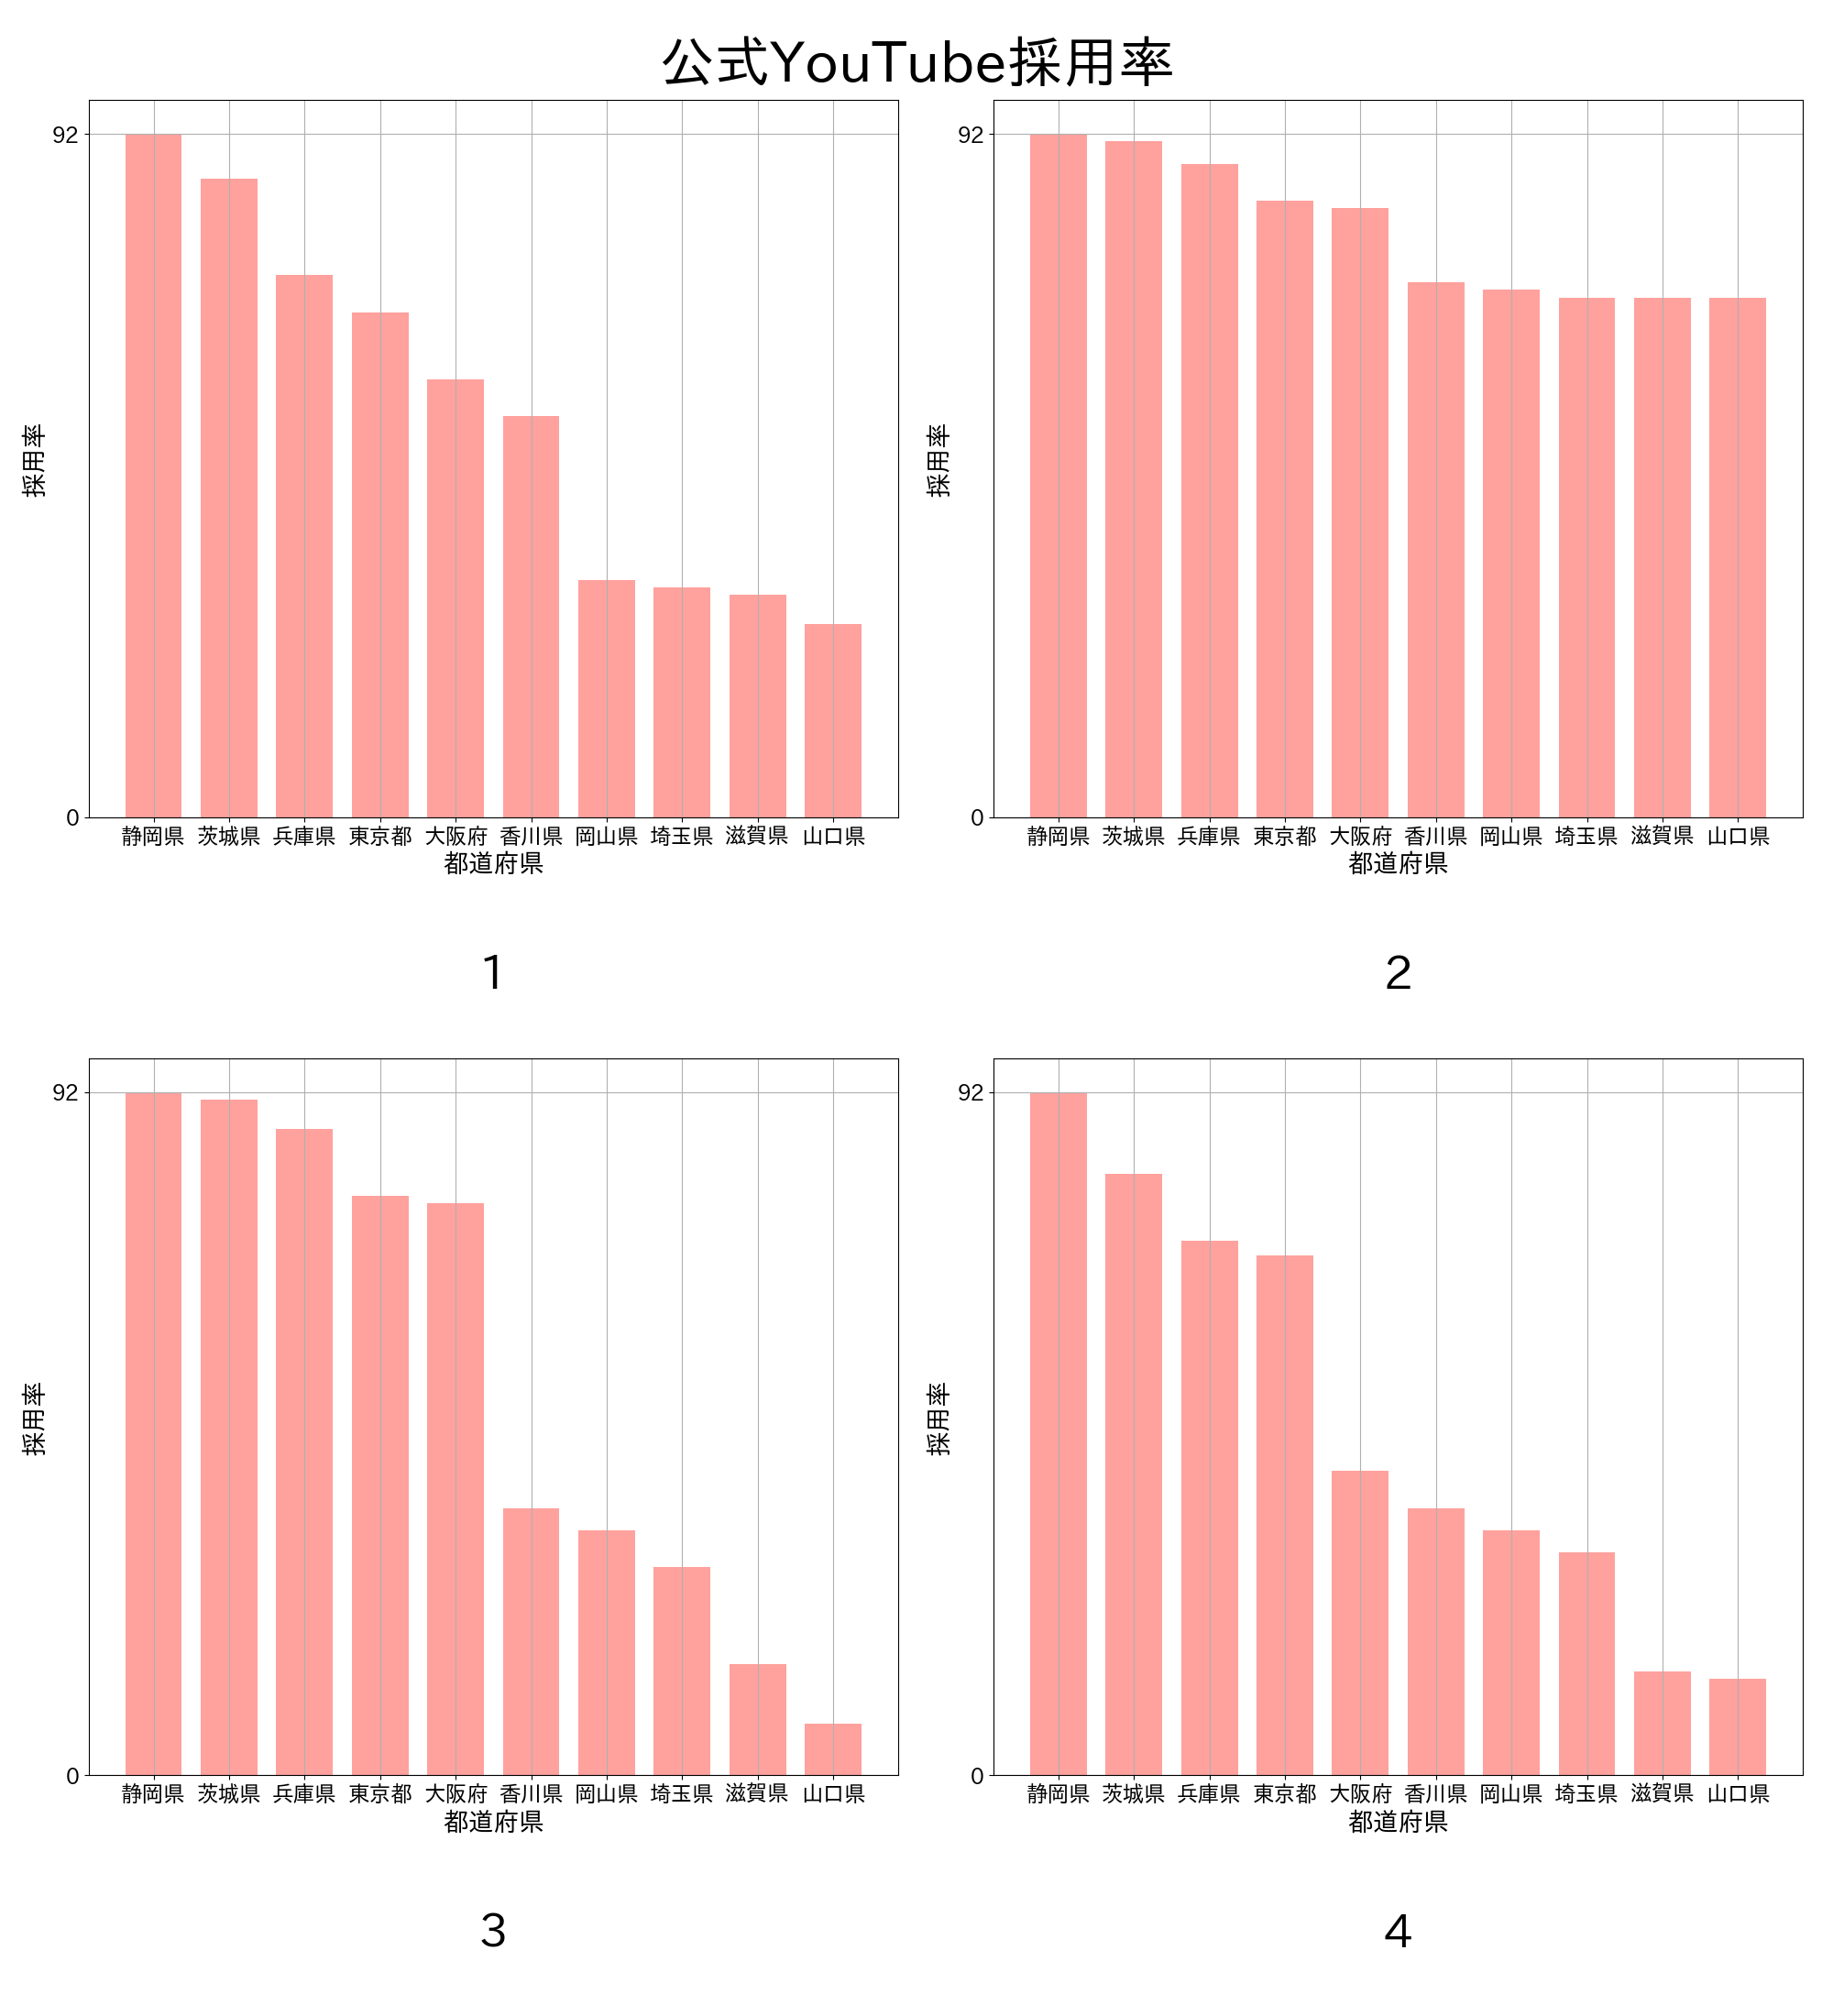 公式YouTube採用率
92
0
採用率
静岡県 茨城県 兵庫県 東京都 大阪府 香川県 岡山県 埼玉県 滋賀県 山口県
都道府県
1
92
0
採用率
静岡県 茨城県 兵庫県 東京都 大阪府 香川県 岡山県 埼玉県 滋賀県 山口県
都道府県
2
92
0
採用率
静岡県 茨城県 兵庫県 東京都 大阪府 香川県 岡山県 埼玉県 滋賀県 山口県
都道府県
3
92
0
採用率
静岡県 茨城県 兵庫県 東京都 大阪府 香川県 岡山県 埼玉県 滋賀県 山口県
都道府県
4